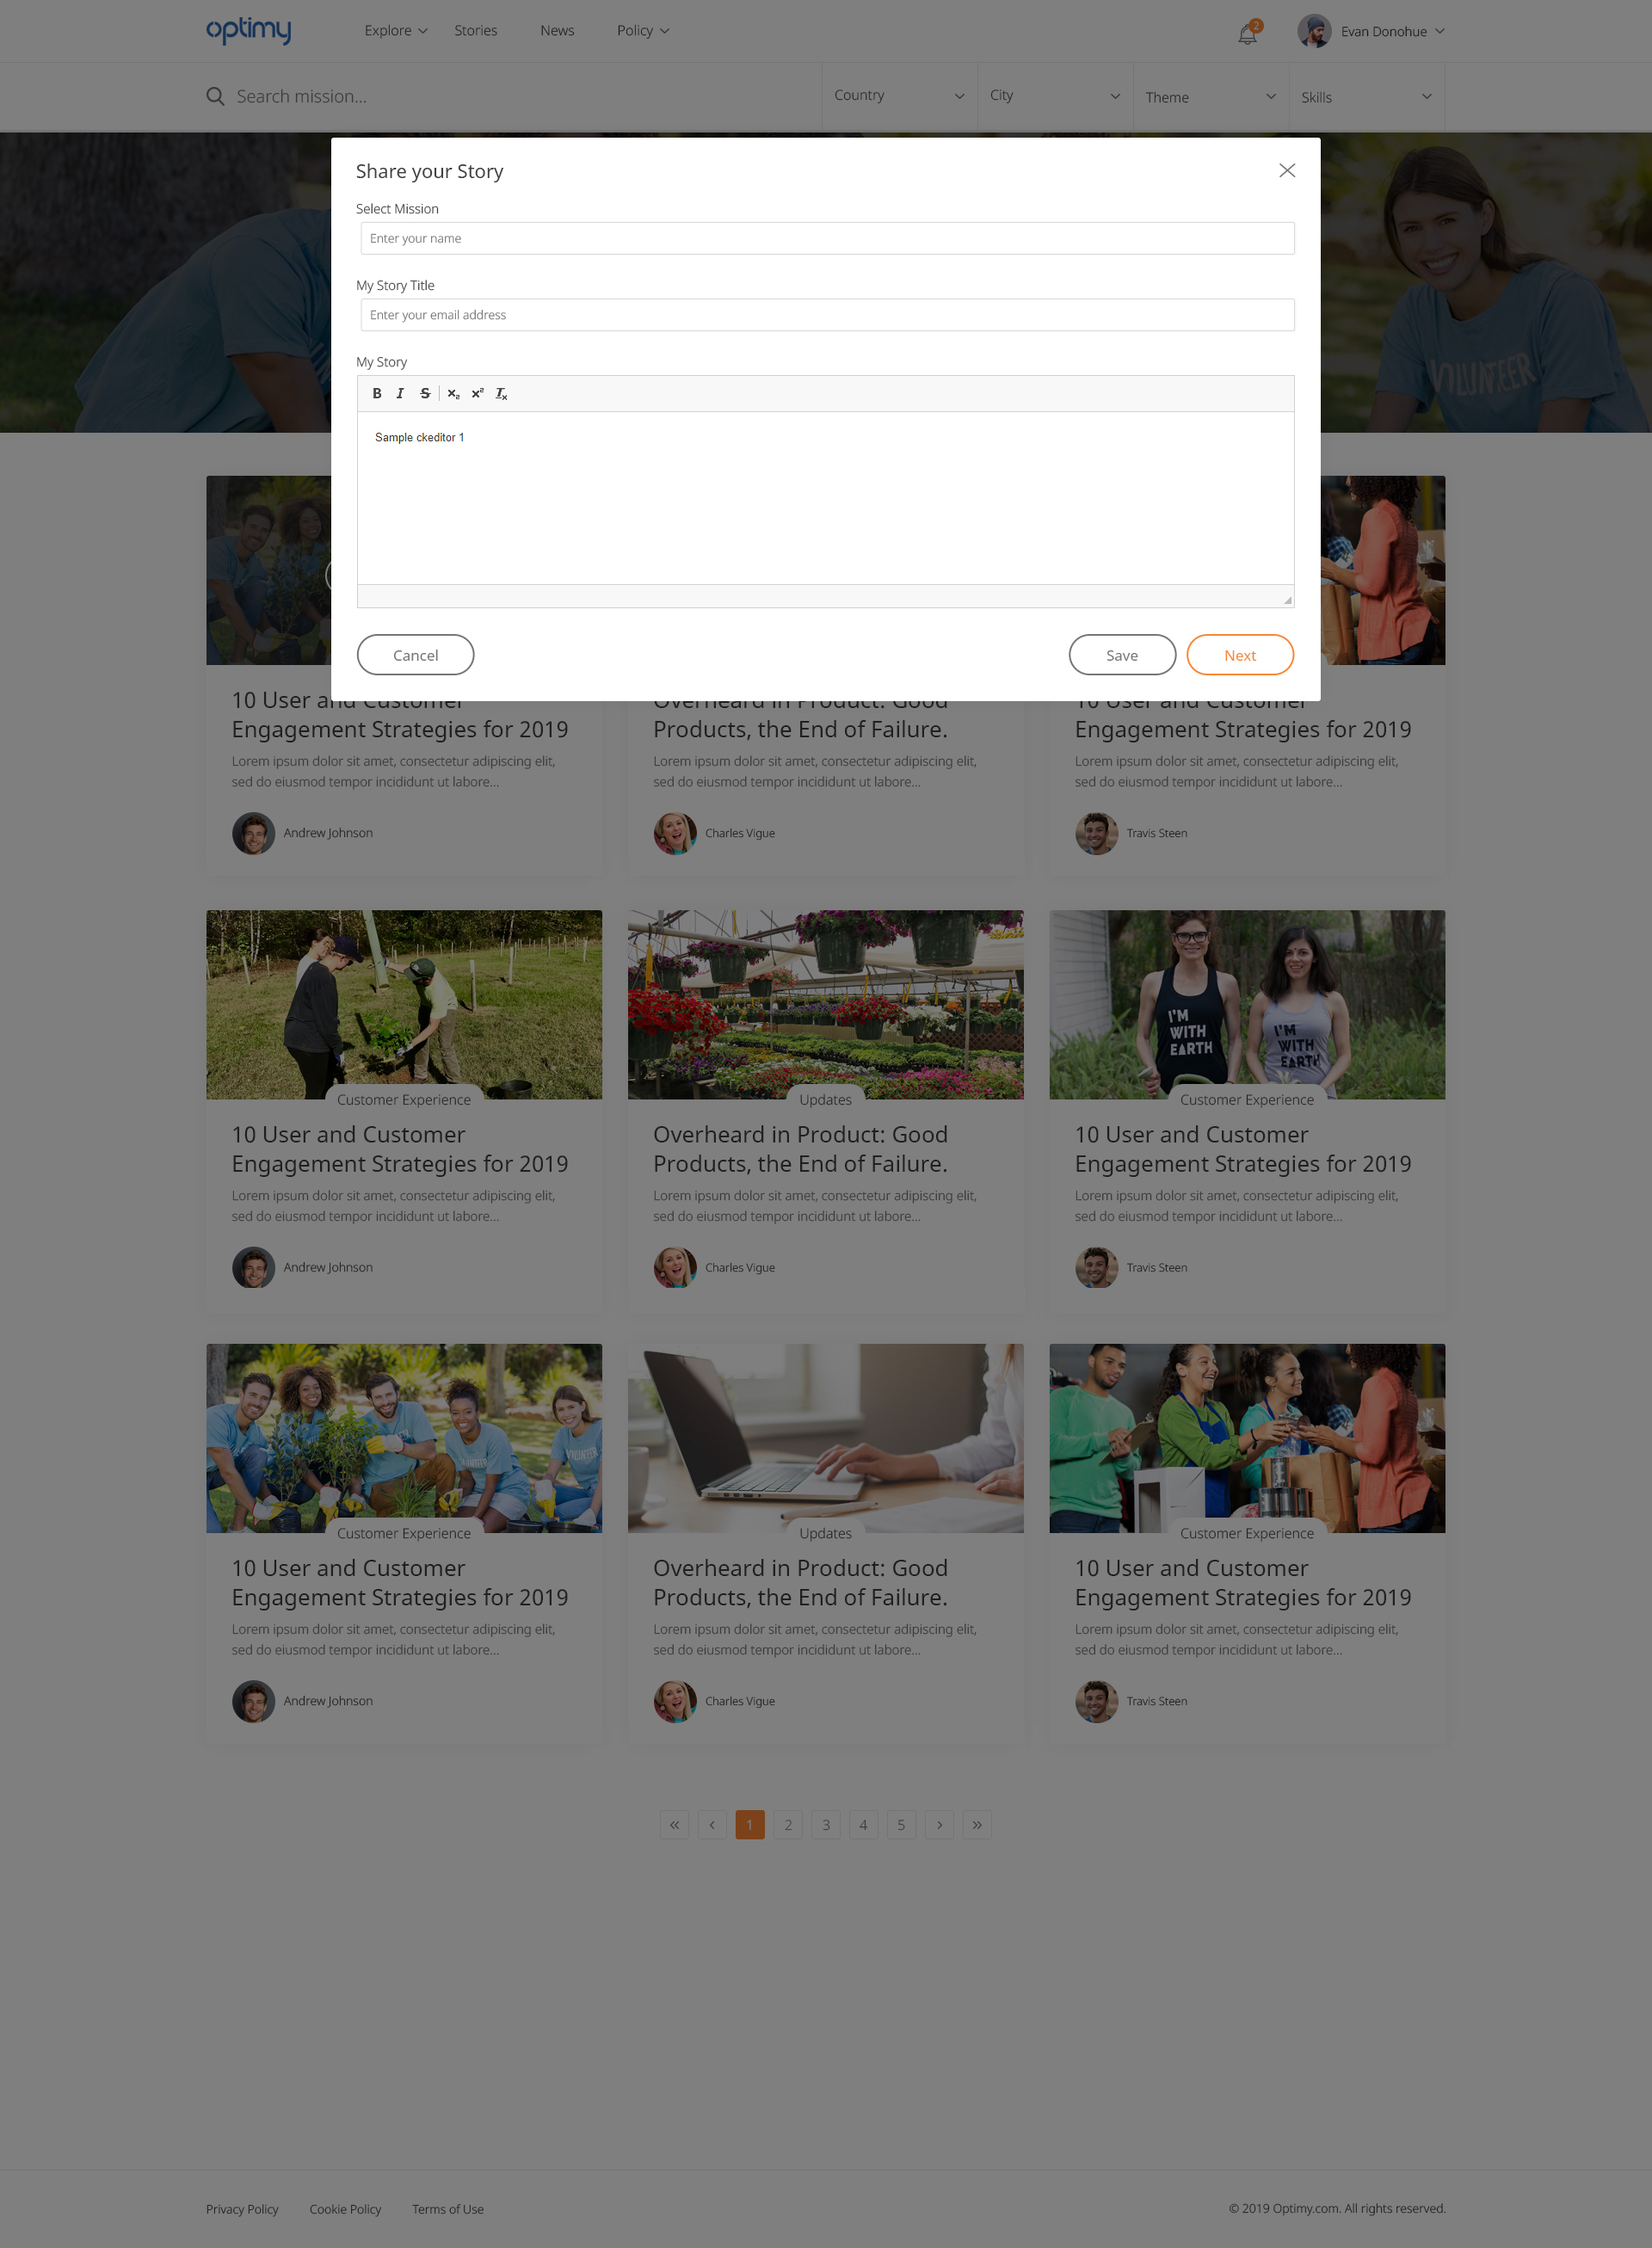 optimy
Explore
Stories
News
Policy
2
Evan Donohue
Search mission...
Country
City
Theme
Skills
Share your Story
Select Mission
Enter your name
My Story Title
Enter your email address
My Story
B I S x₂ x² Tx
Sample ckeditor 1
Cancel
Save
Next
VOLUNTEER
10 User and Customer
Engagement Strategies for 2019
Lorem ipsum dolor sit amet, consectetur adipiscing elit,
sed do eiusmod tempor incididunt ut labore...
Andrew Johnson
Overheard in Product: Good
Products, the End of Failure.
Lorem ipsum dolor sit amet, consectetur adipiscing elit,
sed do eiusmod tempor incididunt ut labore...
Charles Vigue
10 User and Customer
Engagement Strategies for 2019
Lorem ipsum dolor sit amet, consectetur adipiscing elit,
sed do eiusmod tempor incididunt ut labore...
Travis Steen
Customer Experience
10 User and Customer
Engagement Strategies for 2019
Lorem ipsum dolor sit amet, consectetur adipiscing elit,
sed do eiusmod tempor incididunt ut labore...
Andrew Johnson
Updates
Overheard in Product: Good
Products, the End of Failure.
Lorem ipsum dolor sit amet, consectetur adipiscing elit,
sed do eiusmod tempor incididunt ut labore...
Charles Vigue
I'M
WITH
EARTH
I'M
WITH
EARTH
Customer Experience
10 User and Customer
Engagement Strategies for 2019
Lorem ipsum dolor sit amet, consectetur adipiscing elit,
sed do eiusmod tempor incididunt ut labore...
Travis Steen
Customer Experience
10 User and Customer
Engagement Strategies for 2019
Lorem ipsum dolor sit amet, consectetur adipiscing elit,
sed do eiusmod tempor incididunt ut labore...
Andrew Johnson
Updates
Overheard in Product: Good
Products, the End of Failure.
Lorem ipsum dolor sit amet, consectetur adipiscing elit,
sed do eiusmod tempor incididunt ut labore...
Charles Vigue
Customer Experience
10 User and Customer
Engagement Strategies for 2019
Lorem ipsum dolor sit amet, consectetur adipiscing elit,
sed do eiusmod tempor incididunt ut labore...
Travis Steen
« ‹ 1 2 3 4 5 › »
Privacy Policy
Cookie Policy
Terms of Use
© 2019 Optimy.com. All rights reserved.